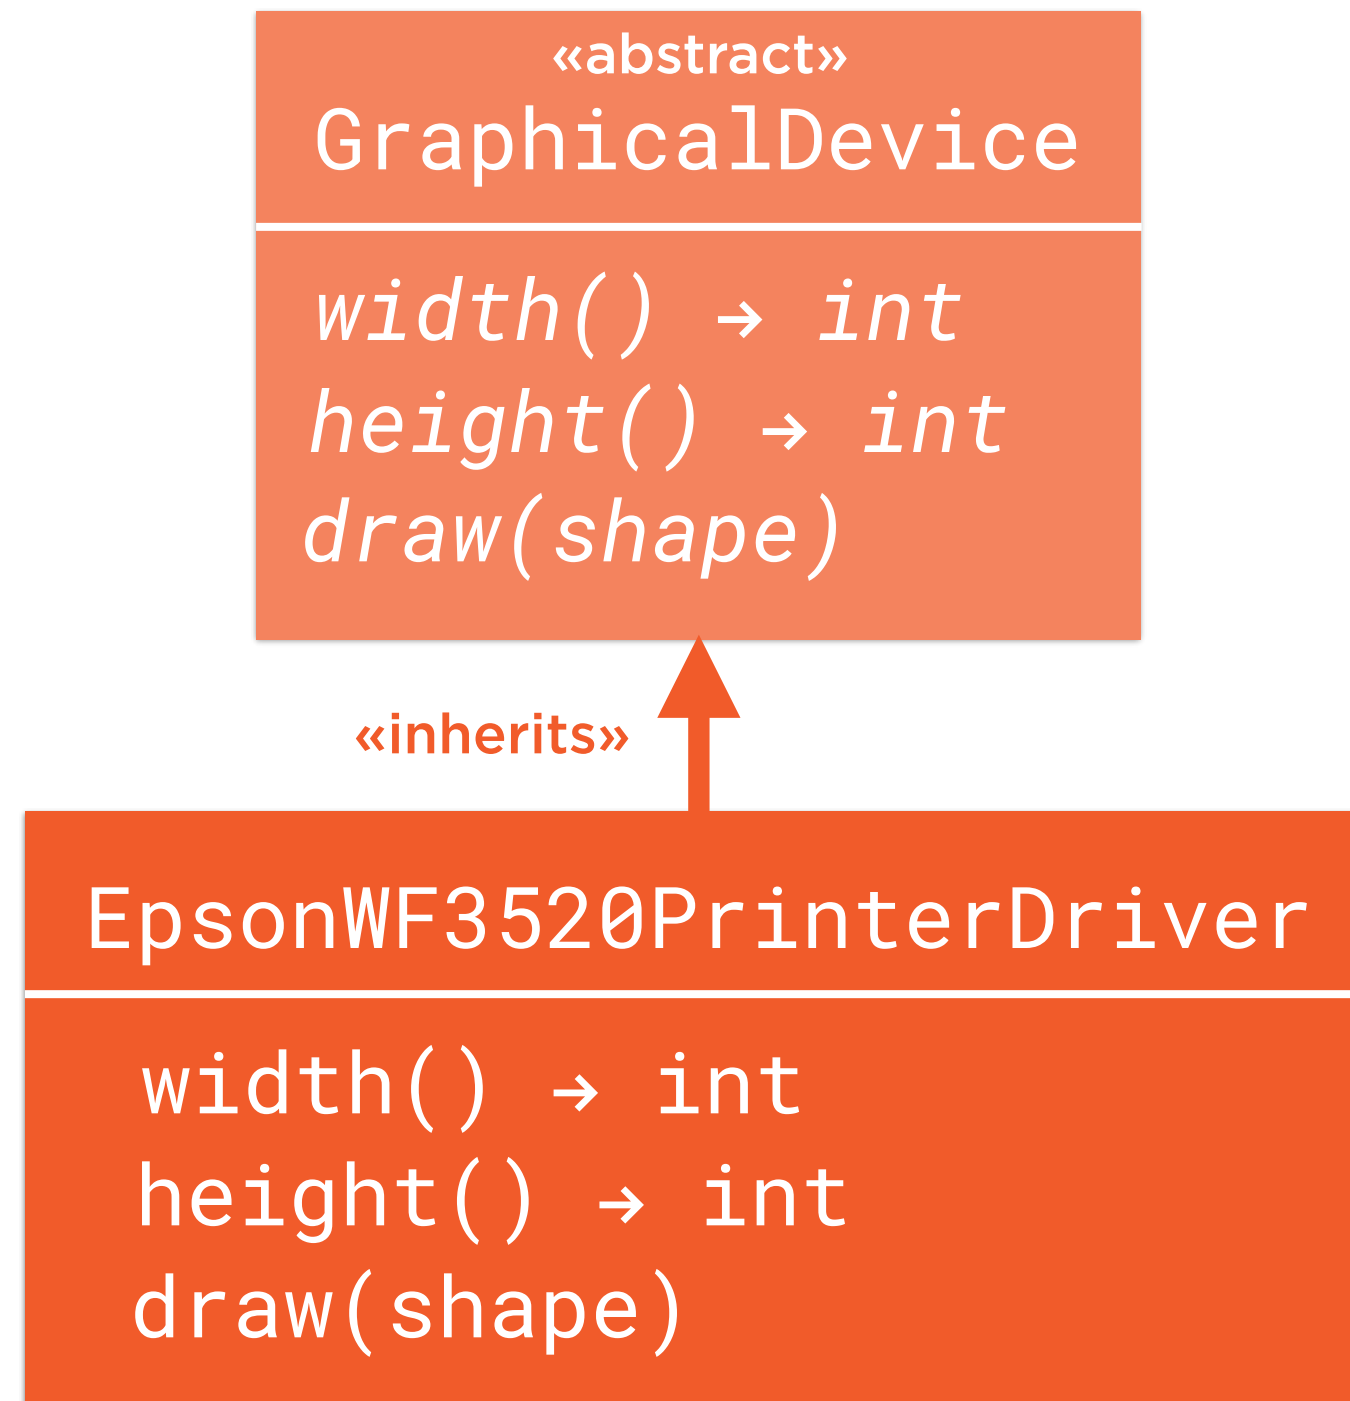 «abstract»
GraphicalDevice
width() → int
height() → int
draw(shape)
«inherits»
EpsonWF3520PrinterDriver
width() → int
height() → int
draw(shape)